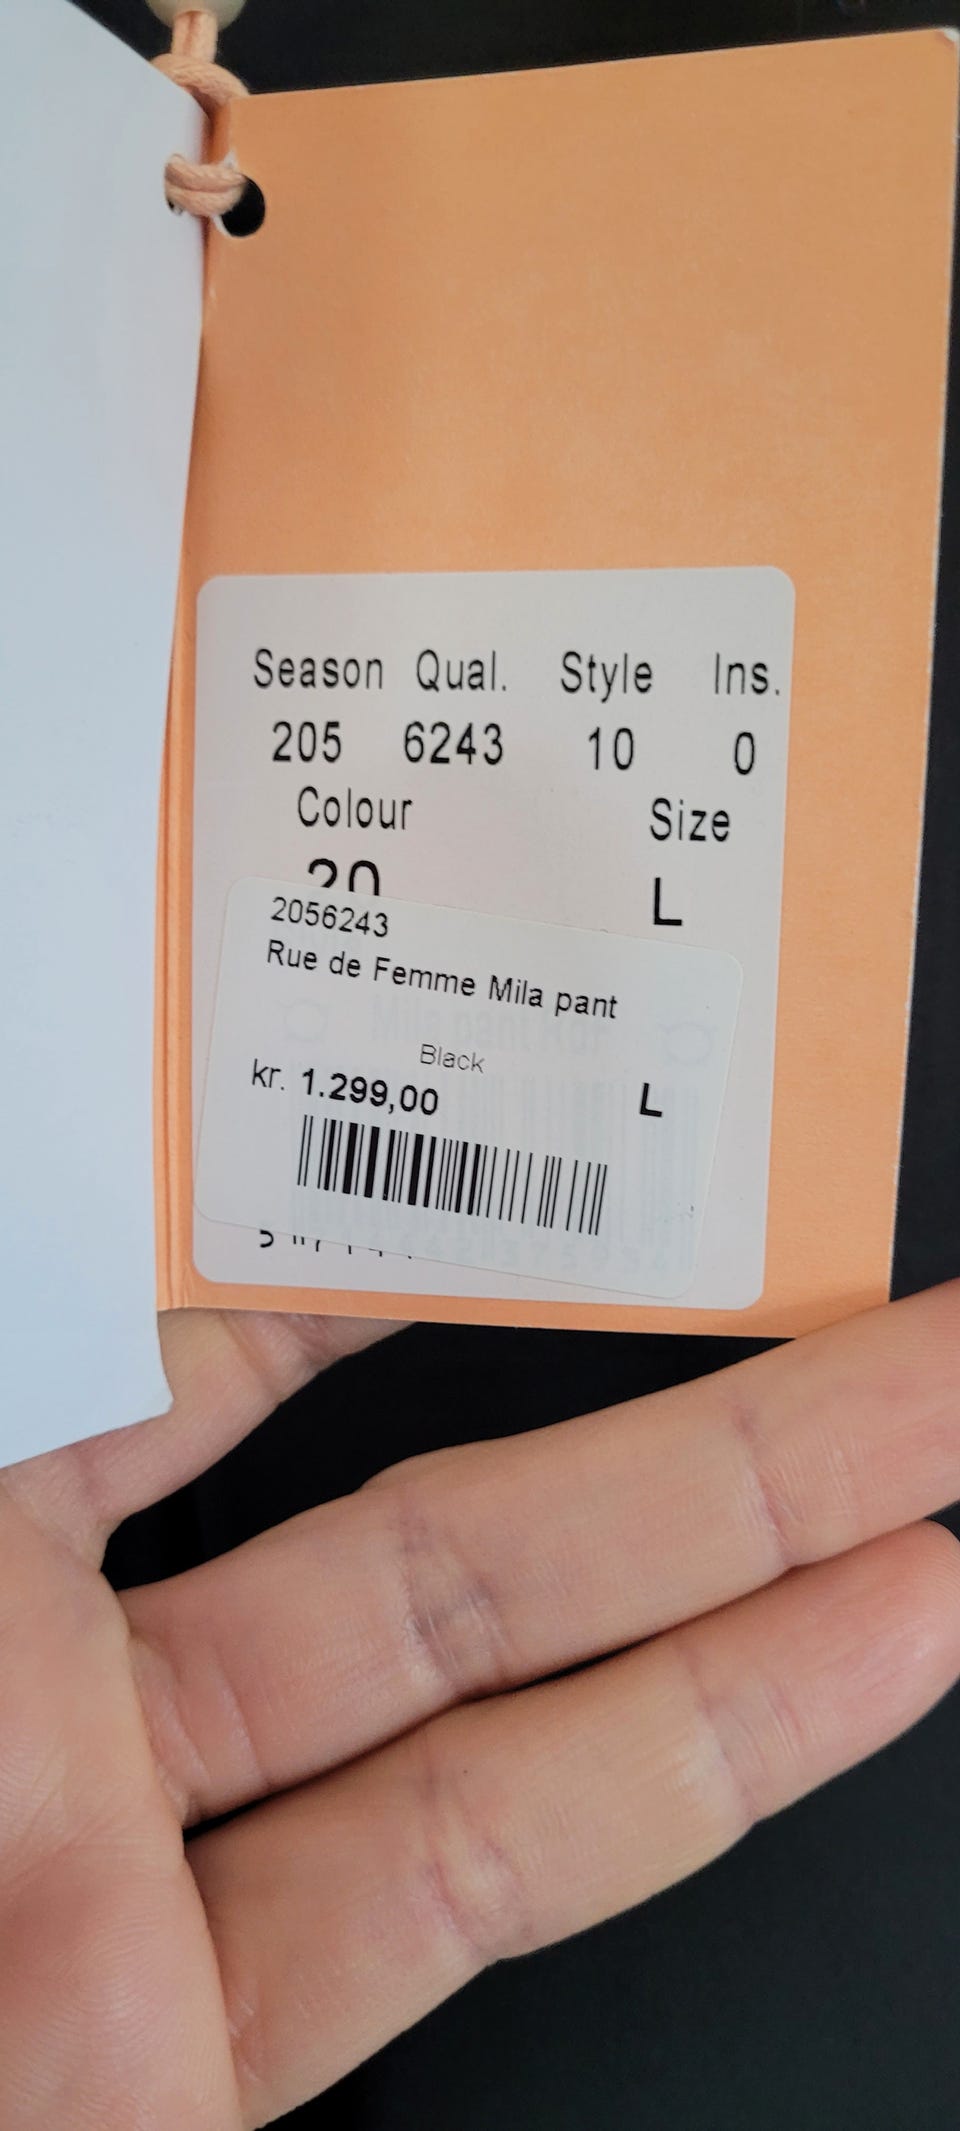 Season Qual. Style Ins.
205 6243 10 0
Colour Size
20 L
2056243
Rue de Femme Mila pant
Black
kr. 1.299,00 L